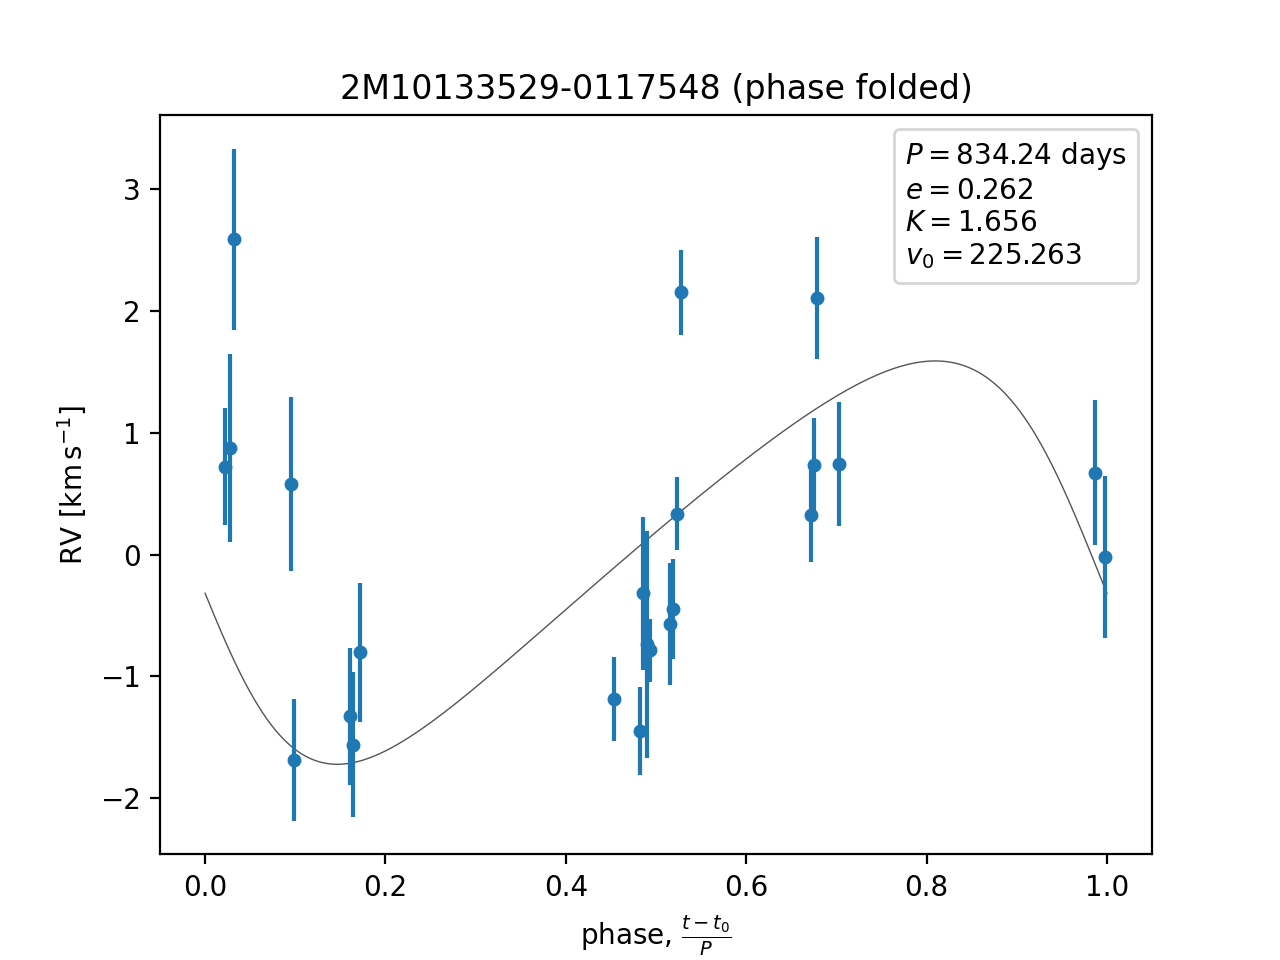 2M10133529-0117548 (phase folded)
P = 834.24 days
e = 0.262
K = 1.656
v₀ = 225.263
3
2
1
0
−1
−2
RV [km s⁻¹]
0.0 0.2 0.4 0.6 0.8 1.0
phase, (t − t₀)/P